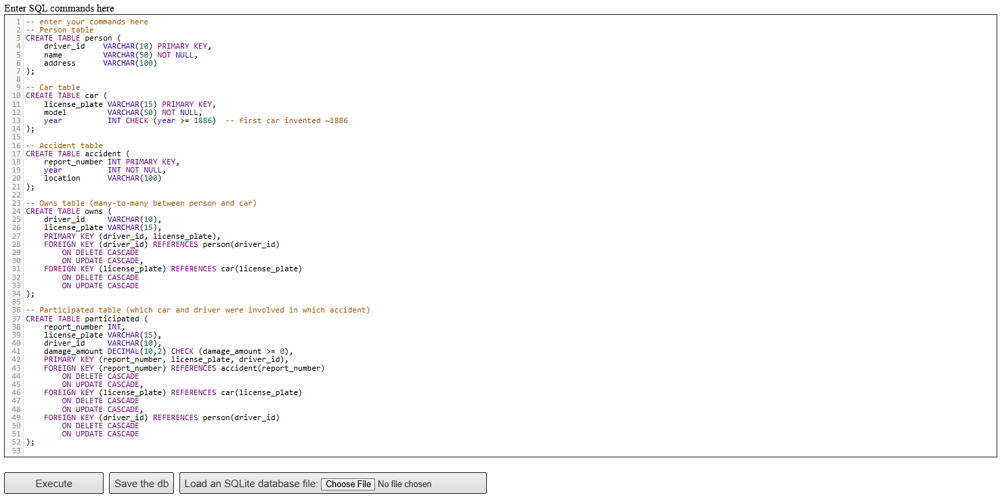 Enter SQL commands here
1 -- enter your commands here
2 -- Person table
3 CREATE TABLE person (
4     driver_id    VARCHAR(10) PRIMARY KEY,
5     name         VARCHAR(50) NOT NULL,
6     address      VARCHAR(100)
7 );
8
9 -- Car table
10 CREATE TABLE car (
11     license_plate VARCHAR(15) PRIMARY KEY,
12     model         VARCHAR(50) NOT NULL,
13     year          INT CHECK (year >= 1886)  -- first car invented ~1886
14 );
15
16 -- Accident table
17 CREATE TABLE accident (
18     report_number INT PRIMARY KEY,
19     year          INT NOT NULL,
20     location      VARCHAR(100)
21 );
22
23 -- Owns table (many-to-many between person and car)
24 CREATE TABLE owns (
25     driver_id     VARCHAR(10),
26     license_plate VARCHAR(15),
27     PRIMARY KEY (driver_id, license_plate),
28     FOREIGN KEY (driver_id) REFERENCES person(driver_id)
29         ON DELETE CASCADE
30         ON UPDATE CASCADE,
31     FOREIGN KEY (license_plate) REFERENCES car(license_plate)
32         ON DELETE CASCADE
33         ON UPDATE CASCADE
34 );
35
36 -- Participated table (which car and driver were involved in which accident)
37 CREATE TABLE participated (
38     report_number INT,
39     license_plate VARCHAR(15),
40     driver_id     VARCHAR(10),
41     damage_amount DECIMAL(10,2) CHECK (damage_amount >= 0),
42     PRIMARY KEY (report_number, license_plate, driver_id),
43     FOREIGN KEY (report_number) REFERENCES accident(report_number)
44         ON DELETE CASCADE
45         ON UPDATE CASCADE,
46     FOREIGN KEY (license_plate) REFERENCES car(license_plate)
47         ON DELETE CASCADE
48         ON UPDATE CASCADE,
49     FOREIGN KEY (driver_id) REFERENCES person(driver_id)
50         ON DELETE CASCADE
51         ON UPDATE CASCADE
52 );
53
Execute Save the db Load an SQLite database file: Choose File No file chosen